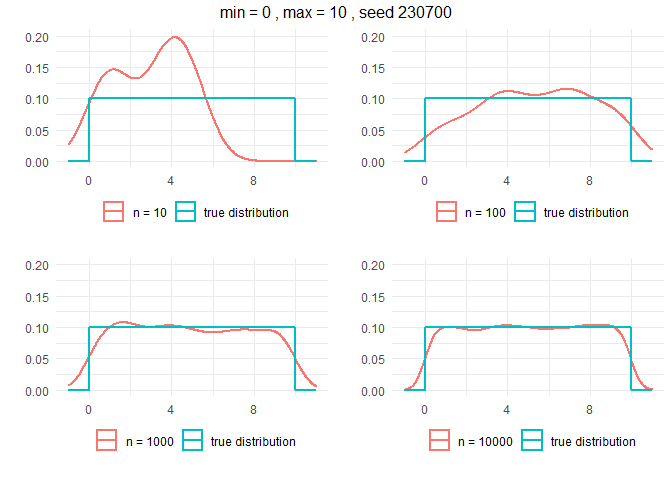 min = 0 , max = 10 , seed 230700
0.20 0.20
0.15 0.15
0.10 0.10
0.05 0.05
0.00 0.00
0 4 8 0 4 8
n = 10 true distribution n = 100 true distribution
0.20 0.20
0.15 0.15
0.10 0.10
0.05 0.05
0.00 0.00
0 4 8 0 4 8
n = 1000 true distribution n = 10000 true distribution